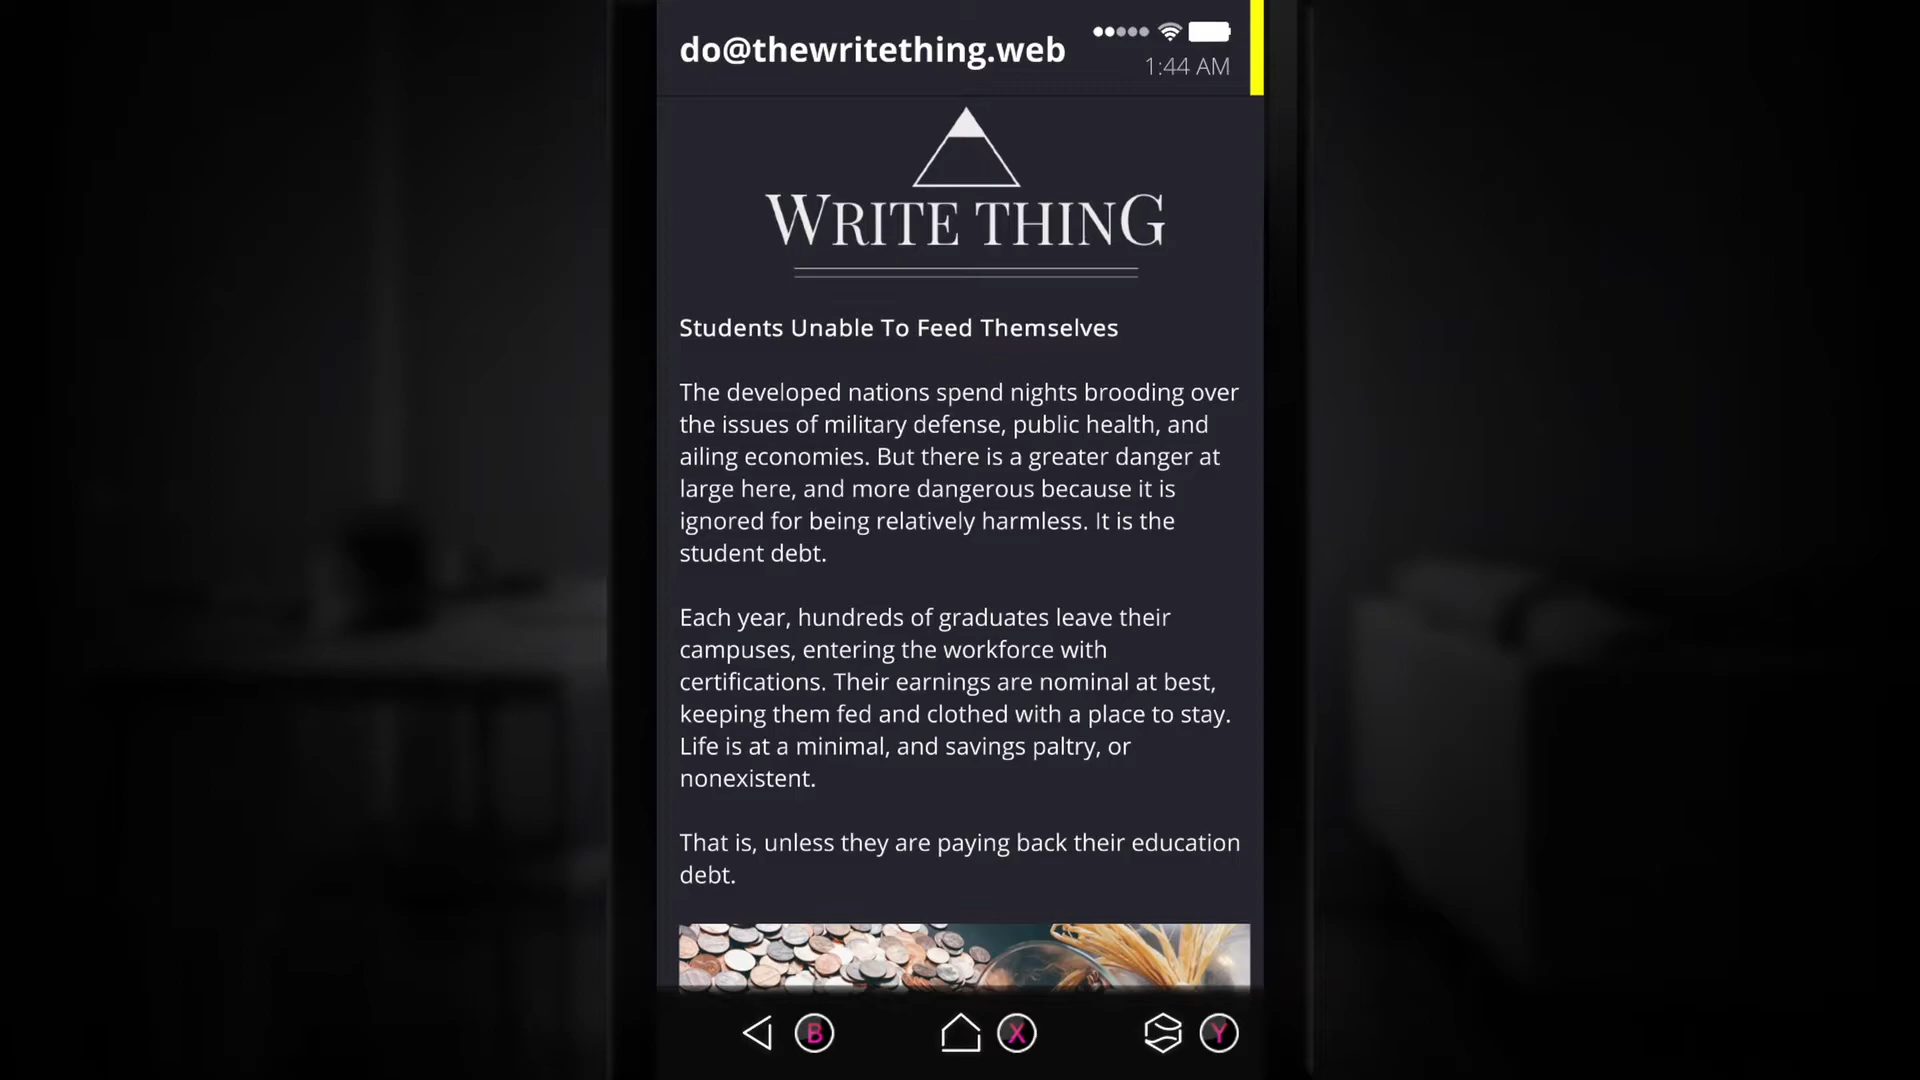 do@thewritething.web
1:44 AM
WRITE THING
Students Unable To Feed Themselves
The developed nations spend nights brooding over
the issues of military defense, public health, and
ailing economies. But there is a greater danger at
large here, and more dangerous because it is
ignored for being relatively harmless. It is the
student debt.
Each year, hundreds of graduates leave their
campuses, entering the workforce with
certifications. Their earnings are nominal at best,
keeping them fed and clothed with a place to stay.
Life is at a minimal, and savings paltry, or
nonexistent.
That is, unless they are paying back their education
debt.
B X Y